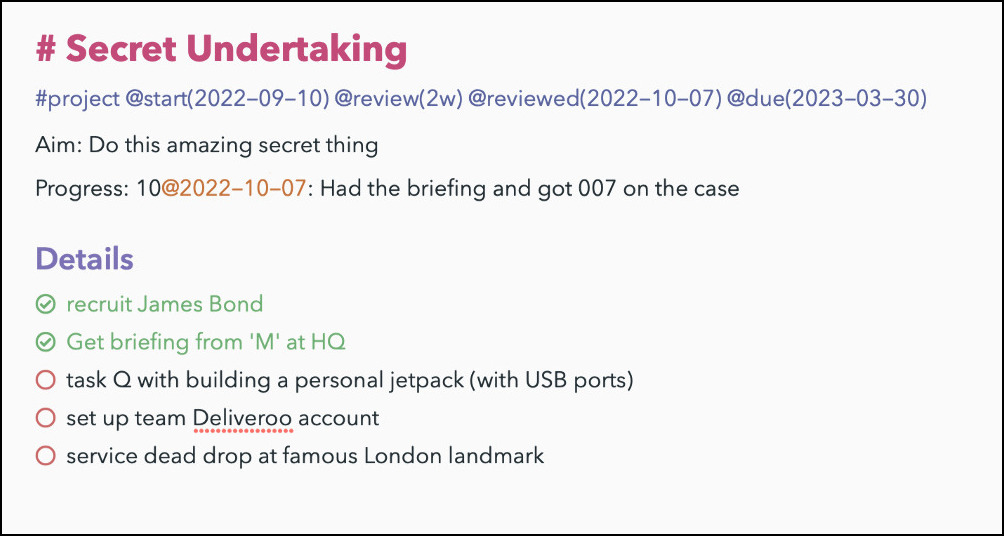 # Secret Undertaking
#project @start(2022-09-10) @review(2w) @reviewed(2022-10-07) @due(2023-03-30)
Aim: Do this amazing secret thing
Progress: 10@2022-10-07: Had the briefing and got 007 on the case
Details
recruit James Bond
Get briefing from 'M' at HQ
task Q with building a personal jetpack (with USB ports)
set up team Deliveroo account
service dead drop at famous London landmark